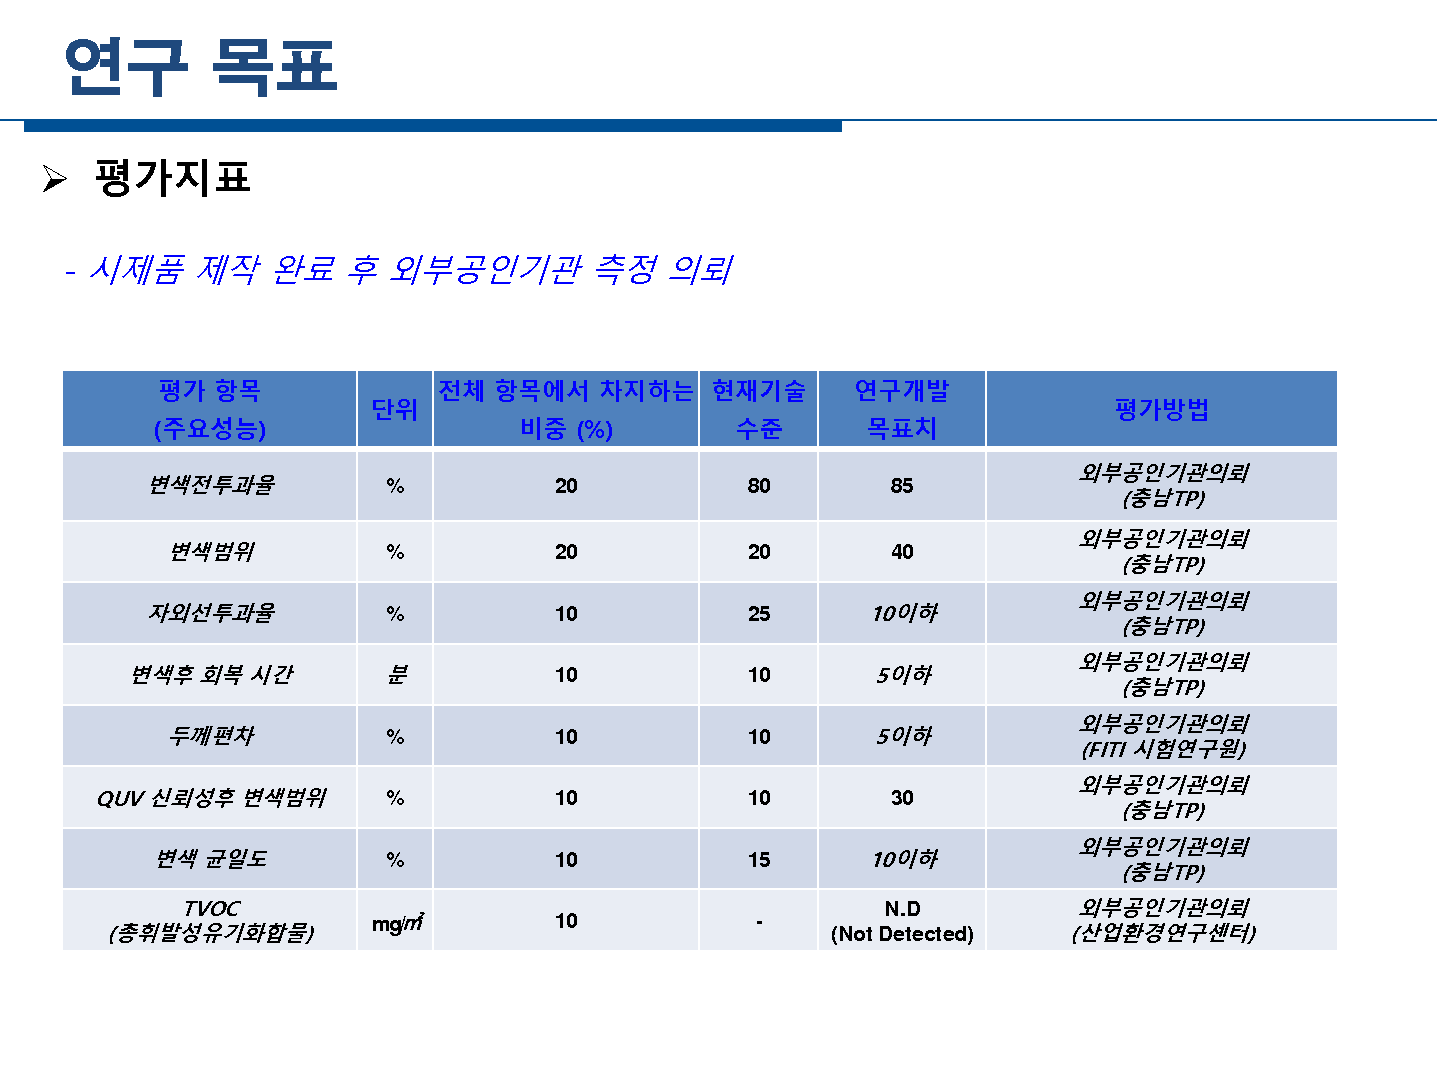 연구 목표
➢ 평가지표
- 시제품 제작 완료 후 외부공인기관 측정 의뢰
평가 항목
(주요성능)
단위
전체 항목에서 차지하는
비중 (%)
현재기술
수준
연구개발
목표치
평가방법
변색전투과율
%
20
80
85
외부공인기관의뢰
(충남TP)
변색범위
%
20
20
40
외부공인기관의뢰
(충남TP)
자외선투과율
%
10
25
10이하
외부공인기관의뢰
(충남TP)
변색후 회복 시간
분
10
10
5이하
외부공인기관의뢰
(충남TP)
두께편차
%
10
10
5이하
외부공인기관의뢰
(FITI 시험연구원)
QUV 신뢰성후 변색범위
%
10
10
30
외부공인기관의뢰
(충남TP)
변색 균일도
%
10
15
10이하
외부공인기관의뢰
(충남TP)
TVOC
(총휘발성유기화합물)
mg/㎡
10
-
N.D
(Not Detected)
외부공인기관의뢰
(산업환경연구센터)